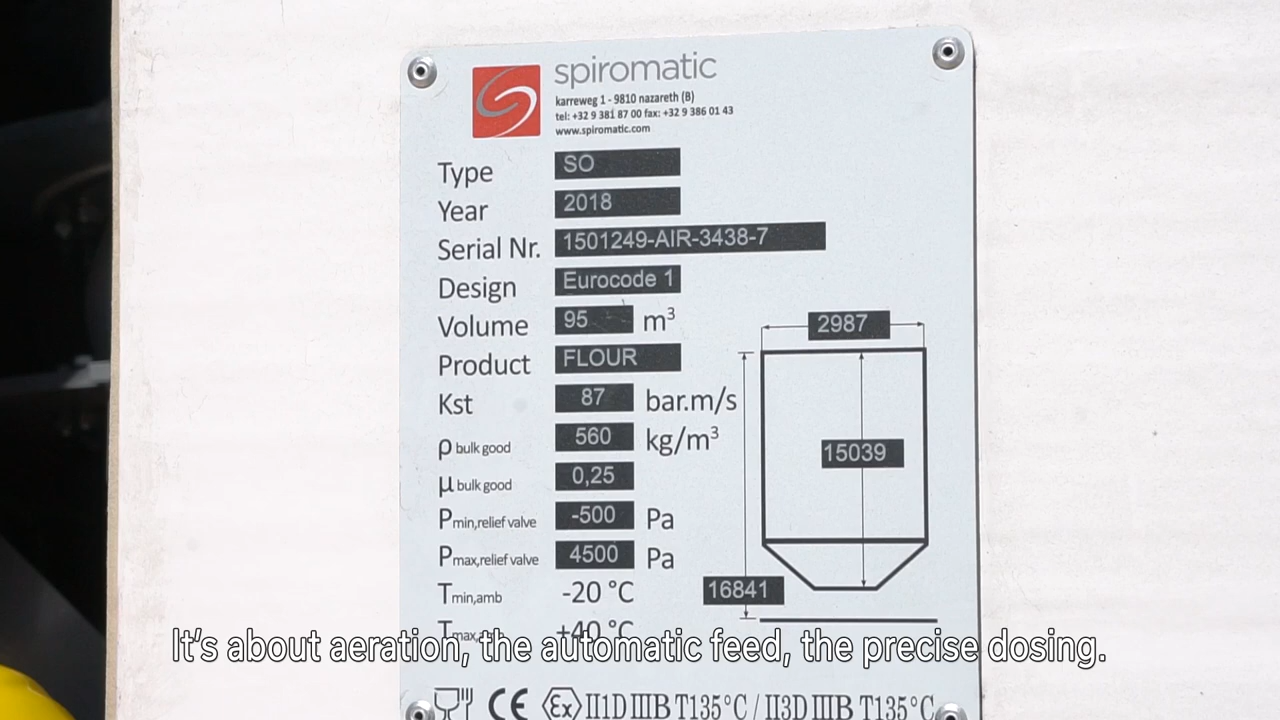 spiromatic
karreweg 1 - 9810 nazareth (B)
tel: +32 9 381 87 00 fax: +32 9 386 01 43
www.spiromatic.com
Type SO
Year 2018
Serial Nr. 1501249-AIR-3438-7
Design Eurocode 1
Volume 95 m³
Product FLOUR
Kst 87 bar.m/s
ρ bulk good 560 kg/m³
μ bulk good 0,25
Pmin,relief valve -500 Pa
Pmax,relief valve 4500 Pa
Tmin,amb -20 °C
+40 °C
2987
15039
16841
It's about aeration, the automatic feed, the precise dosing.
CE Ex II1D IIIB T135°C / II3D IIIB T135°C